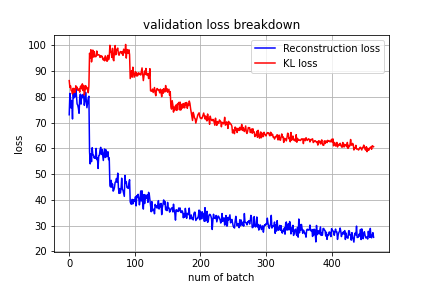 validation loss breakdown
Reconstruction loss
KL loss
loss
100
90
80
70
60
50
40
30
20
0
100
200
300
400
num of batch